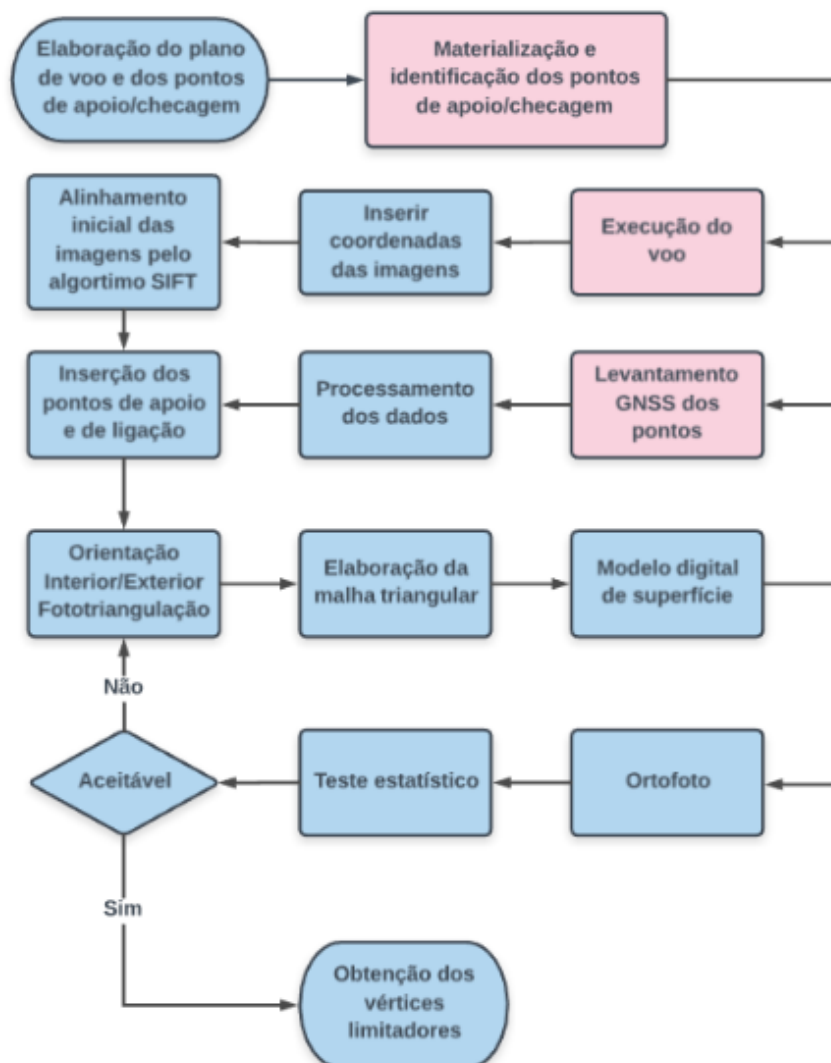 Elaboração do plano
de voo e dos pontos
de apoio/checagem
Materialização e
identificação dos pontos
de apoio/checagem
Alinhamento
inicial das
imagens pelo
algortimo SIFT
Inserir
coordenadas
das imagens
Execução do
voo
Inserção dos
pontos de apoio
e de ligação
Processamento
dos dados
Levantamento
GNSS dos
pontos
Orientação
Interior/Exterior
Fototriangulação
Elaboração da
malha triangular
Modelo digital
de superfície
Não
Aceitável
Teste estatístico
Ortofoto
Sim
Obtenção dos
vértices
limitadores